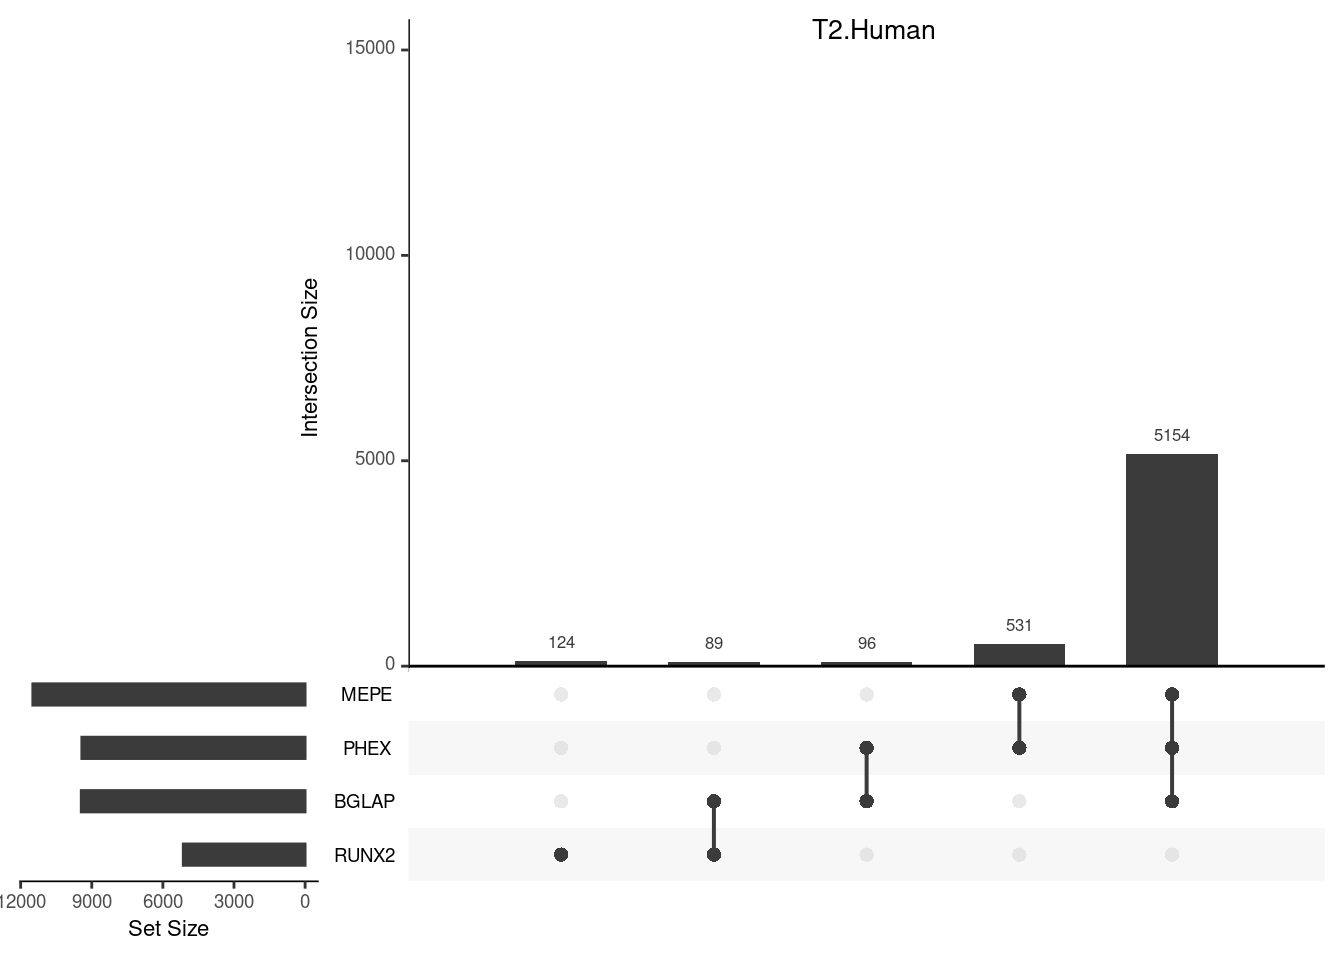 T2.Human
15000
10000
5000
0
Intersection Size
124
89
96
531
5154
MEPE
PHEX
BGLAP
RUNX2
12000 9000 6000 3000 0
Set Size